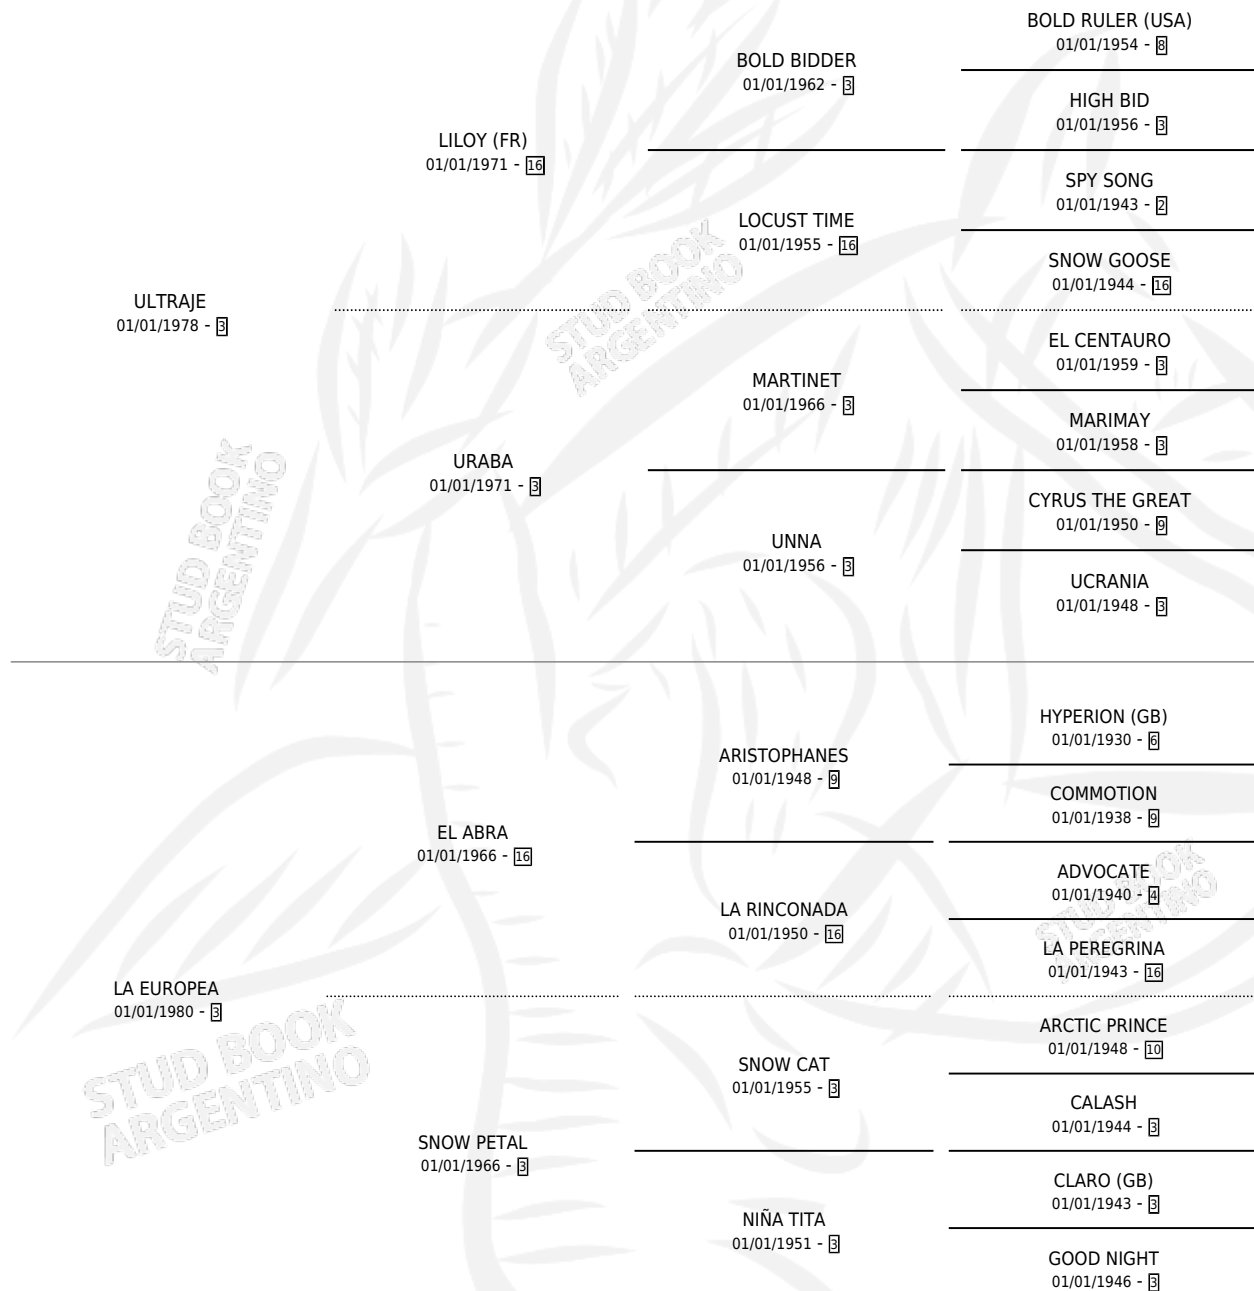 BOLD RULER (USA)
01/01/1954 - 8
BOLD BIDDER
01/01/1962 - 3
HIGH BID
01/01/1956 - 3
LILOY (FR)
01/01/1971 - 16
SPY SONG
01/01/1943 - 2
LOCUST TIME
01/01/1955 - 16
SNOW GOOSE
01/01/1944 - 16
ULTRAJE
01/01/1978 - 3
EL CENTAURO
01/01/1959 - 3
MARTINET
01/01/1966 - 3
MARIMAY
01/01/1958 - 3
URABA
01/01/1971 - 3
CYRUS THE GREAT
01/01/1950 - 9
UNNA
01/01/1956 - 3
UCRANIA
01/01/1948 - 3
HYPERION (GB)
01/01/1930 - 6
ARISTOPHANES
01/01/1948 - 9
COMMOTION
01/01/1938 - 9
EL ABRA
01/01/1966 - 16
ADVOCATE
01/01/1940 - 4
LA RINCONADA
01/01/1950 - 16
LA PEREGRINA
01/01/1943 - 16
LA EUROPEA
01/01/1980 - 3
ARCTIC PRINCE
01/01/1948 - 10
SNOW CAT
01/01/1955 - 3
CALASH
01/01/1944 - 3
SNOW PETAL
01/01/1966 - 3
CLARO (GB)
01/01/1943 - 3
NIÑA TITA
01/01/1951 - 3
GOOD NIGHT
01/01/1946 - 3
STUD BOOK
ARGENTINO
STUD BOOK
ARGENTINO
STUD BOOK
ARGENTINO
STUD BOOK
ARGENTINO